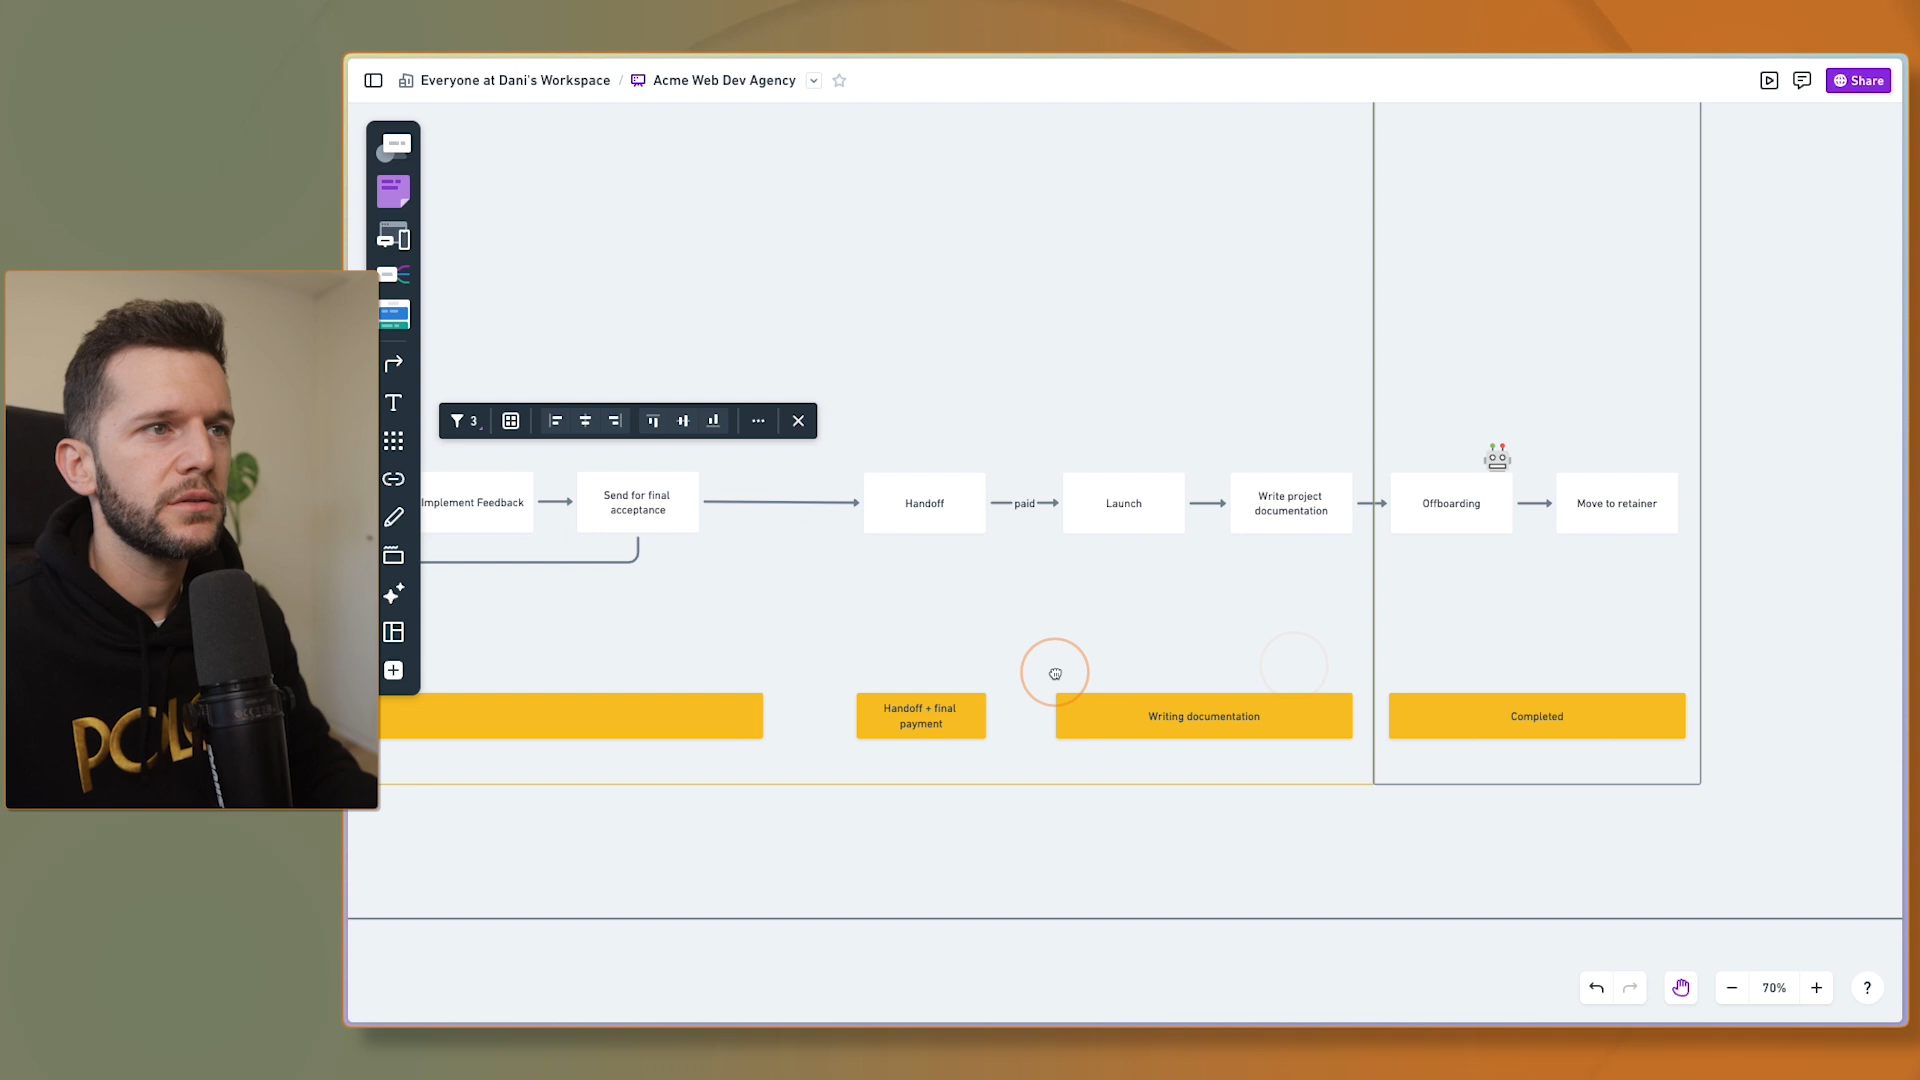 Everyone at Dani's Workspace / Acme Web Dev Agency
Share
3
Implement Feedback
Send for final
acceptance
Handoff
paid
Launch
Write project
documentation
Offboarding
Move to retainer
Handoff + final
payment
Writing documentation
Completed
70%
?